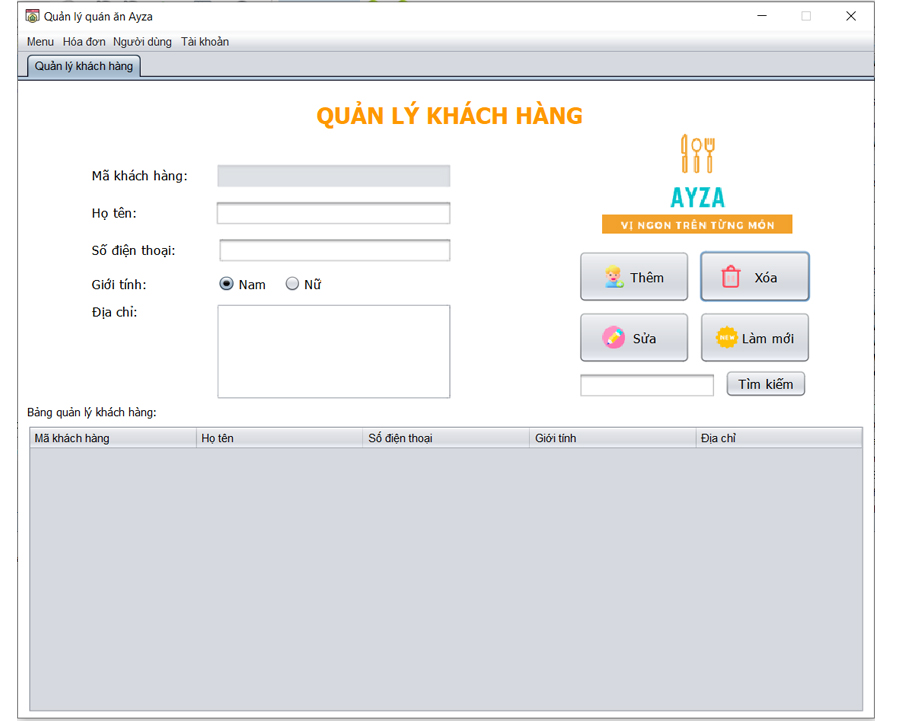 Quản lý quán ăn Ayza
Menu Hóa đơn Người dùng Tài khoản
Quản lý khách hàng
QUẢN LÝ KHÁCH HÀNG
AYZA
VỊ NGON TRÊN TỪNG MÓN
Mã khách hàng:
Họ tên:
Số điện thoại:
Giới tính: Nam Nữ
Địa chỉ:
Thêm Xóa
Sửa NEW Làm mới
Tìm kiếm
Bảng quản lý khách hàng:
Mã khách hàng Họ tên Số điện thoại Giới tính Địa chỉ